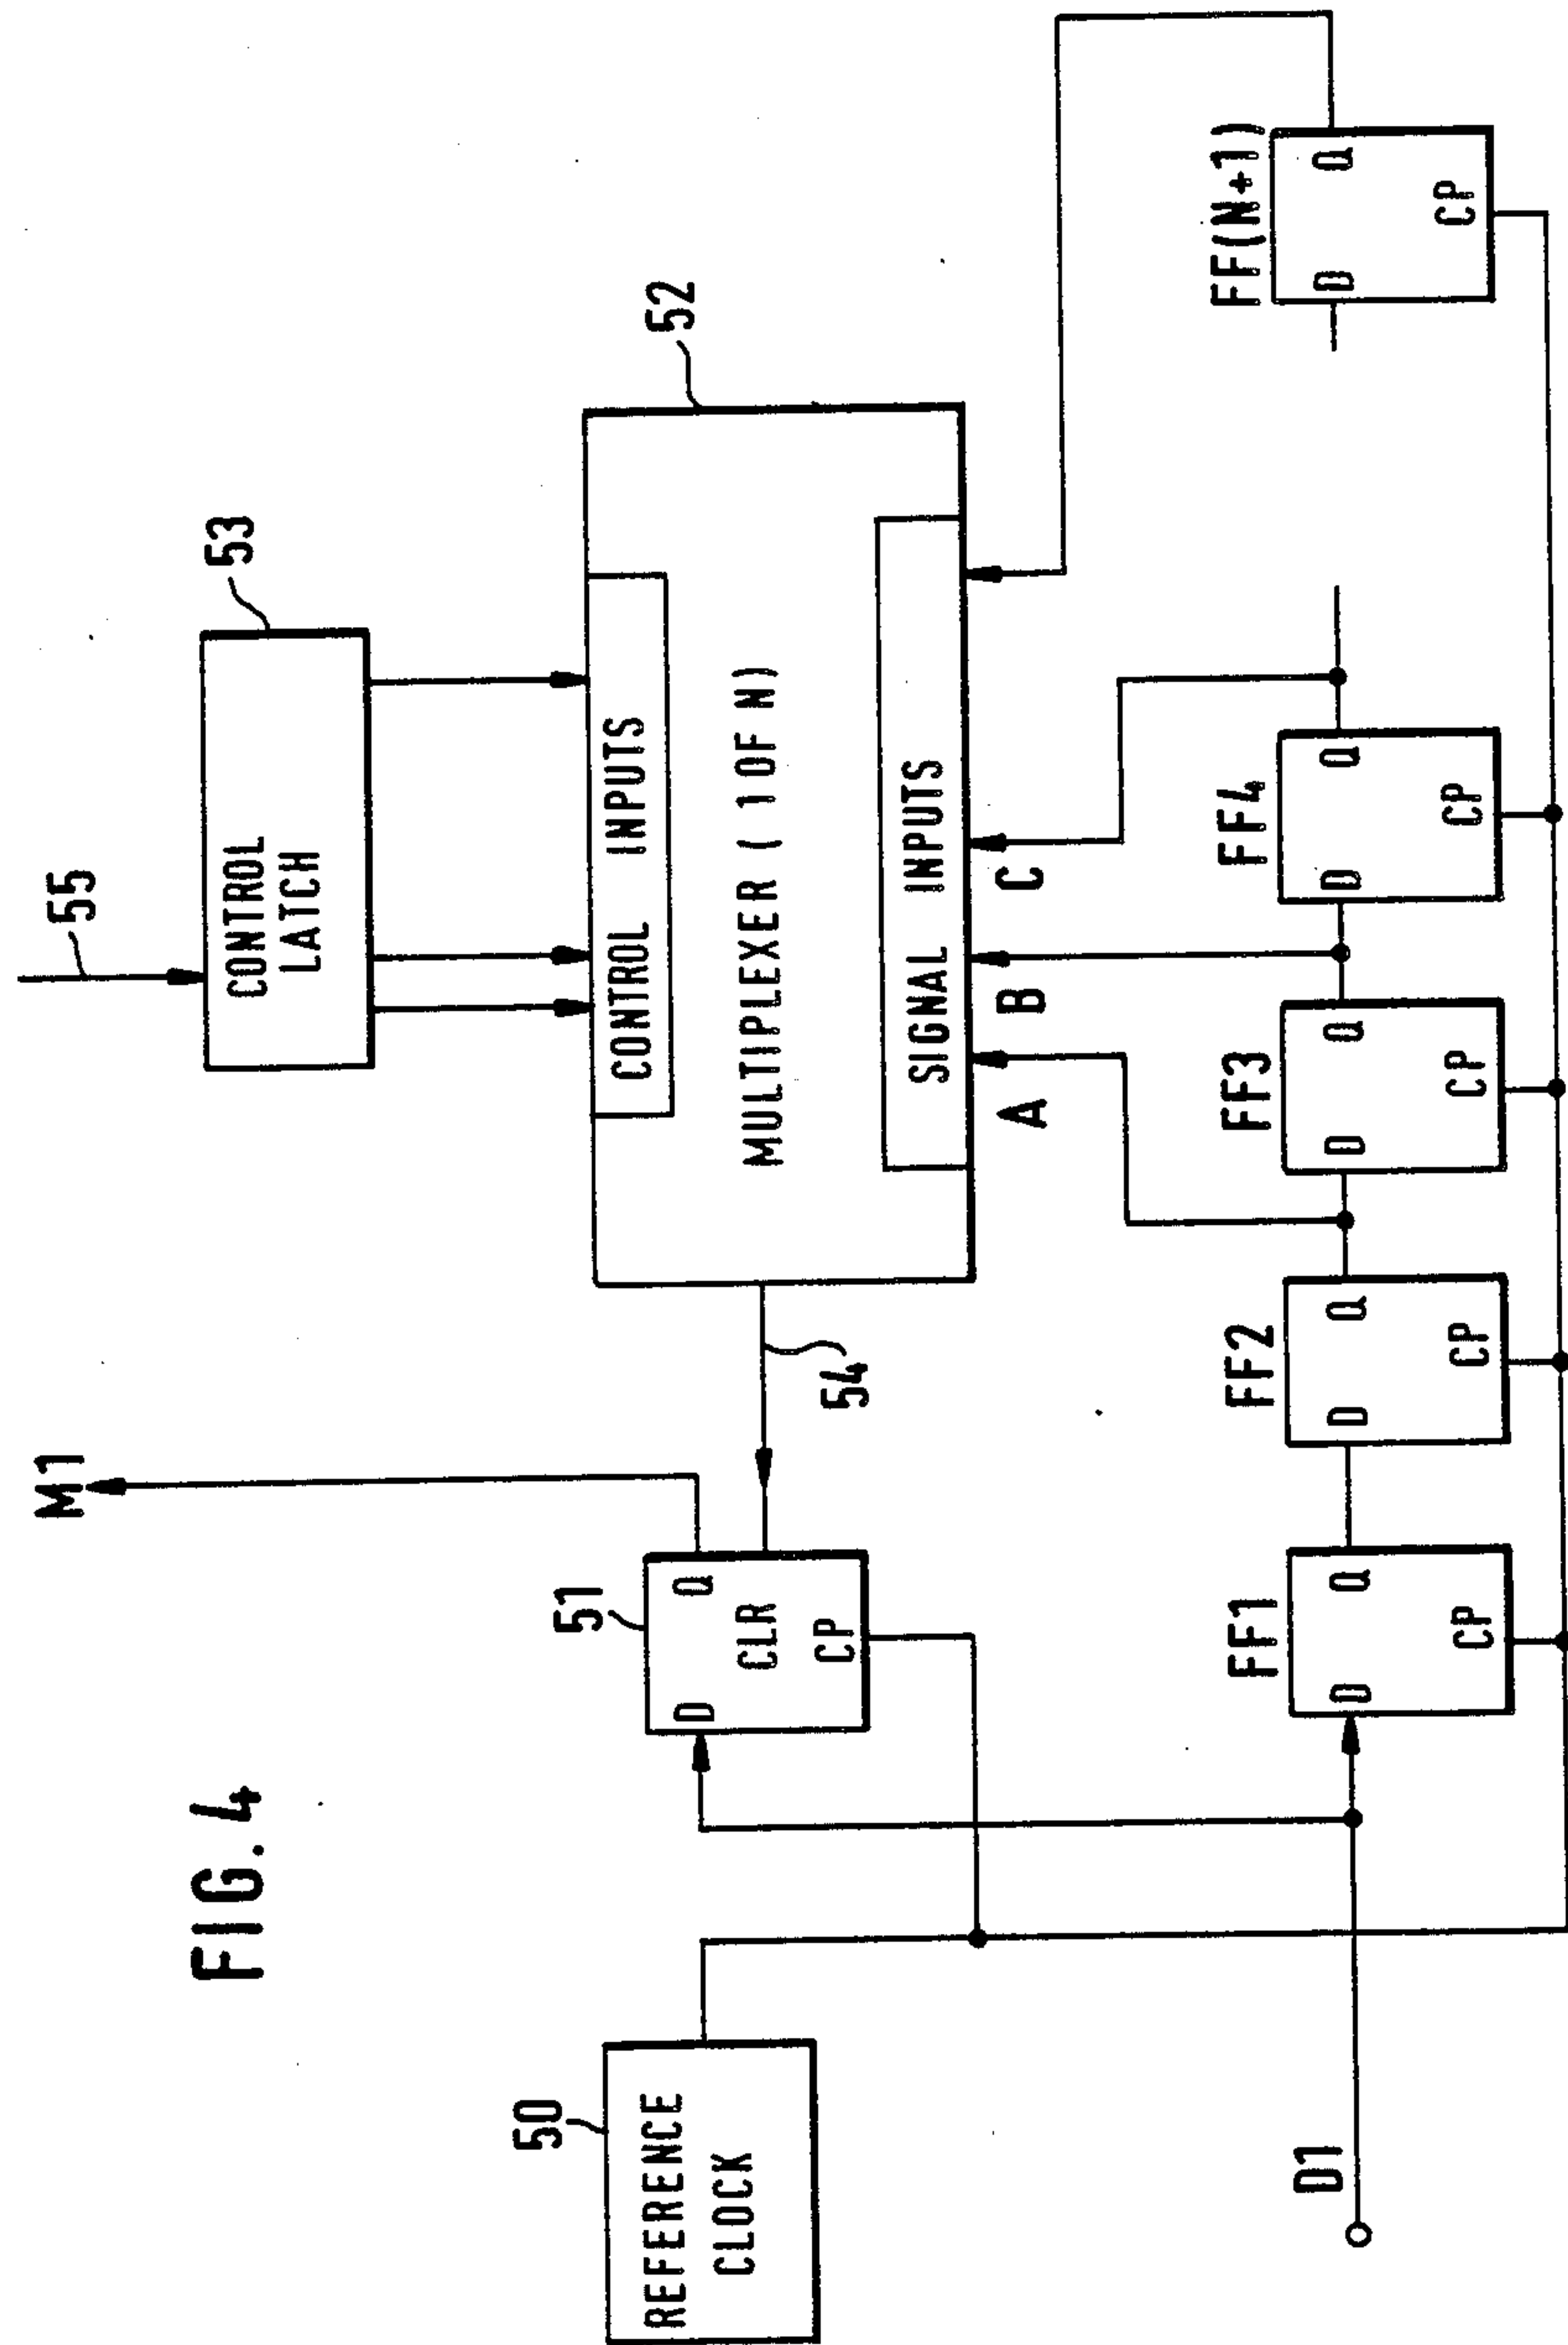 FIG. 4
M1
55
53
CONTROL
LATCH
52
CONTROL INPUTS
MULTIPLEXER ( 1 OF N)
SIGNAL INPUTS
A
B
C
54
51
D
Q
CLR
CP
50
REFERENCE
CLOCK
D1
FF1
D
Q
CP
FF2
D
Q
CP
FF3
D
Q
CP
FF4
D
Q
CP
FF(N+1)
D
Q
CP